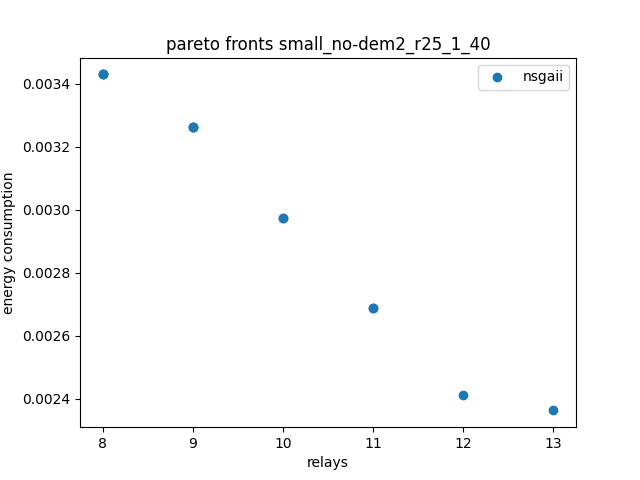 pareto fronts small_no-dem2_r25_1_40
nsgaii
energy consumption
0.0034
0.0032
0.0030
0.0028
0.0026
0.0024
8 9 10 11 12 13
relays